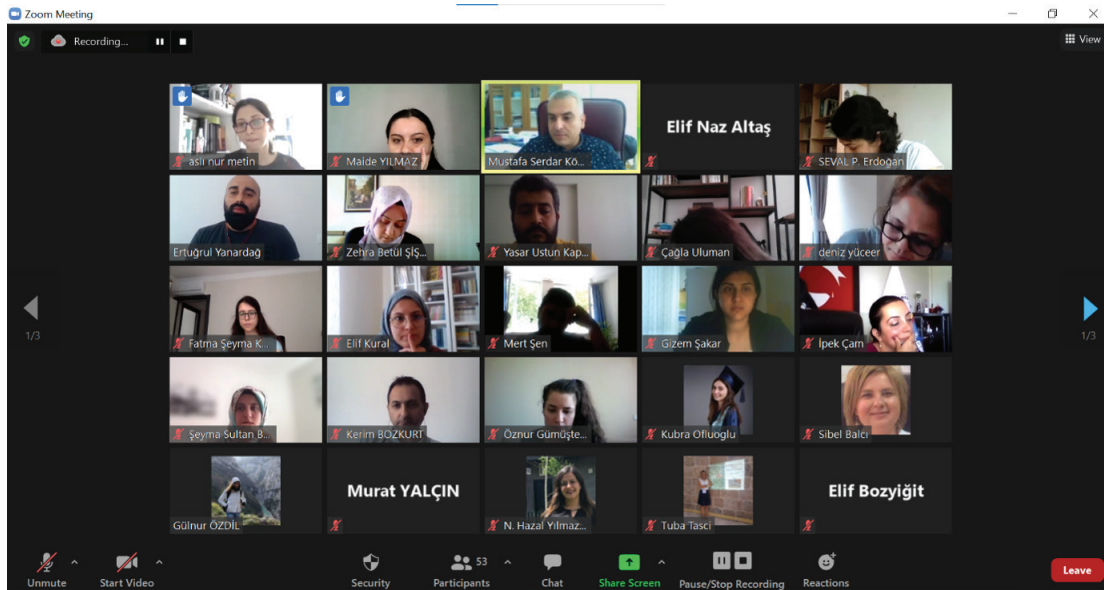 Zoom Meeting
Recording...
View
aslı nur metin
Maide YILMAZ
Mustafa Serdar Kö...
Elif Naz Altaş
SEVAL P. Erdoğan
Ertuğrul Yanardağ
Zehra Betül ŞİŞ...
Yasar Ustun Kap...
Çağla Uluman
deniz yüceer
1/3
Fatma Şeyma K...
Elif Kural
Mert Şen
Gizem Şakar
İpek Çam
1/3
Şeyma Sultan B...
Kerim BOZKURT
Öznur Gümüşte...
Kubra Ofluoglu
Sibel Balcı
Gülnur ÖZDİL
Murat YALÇIN
N. Hazal Yılmaz...
Tuba Tasci
Elif Bozyiğit
Unmute
Start Video
Security
53
Participants
Chat
Share Screen
Pause/Stop Recording
Reactions
Leave